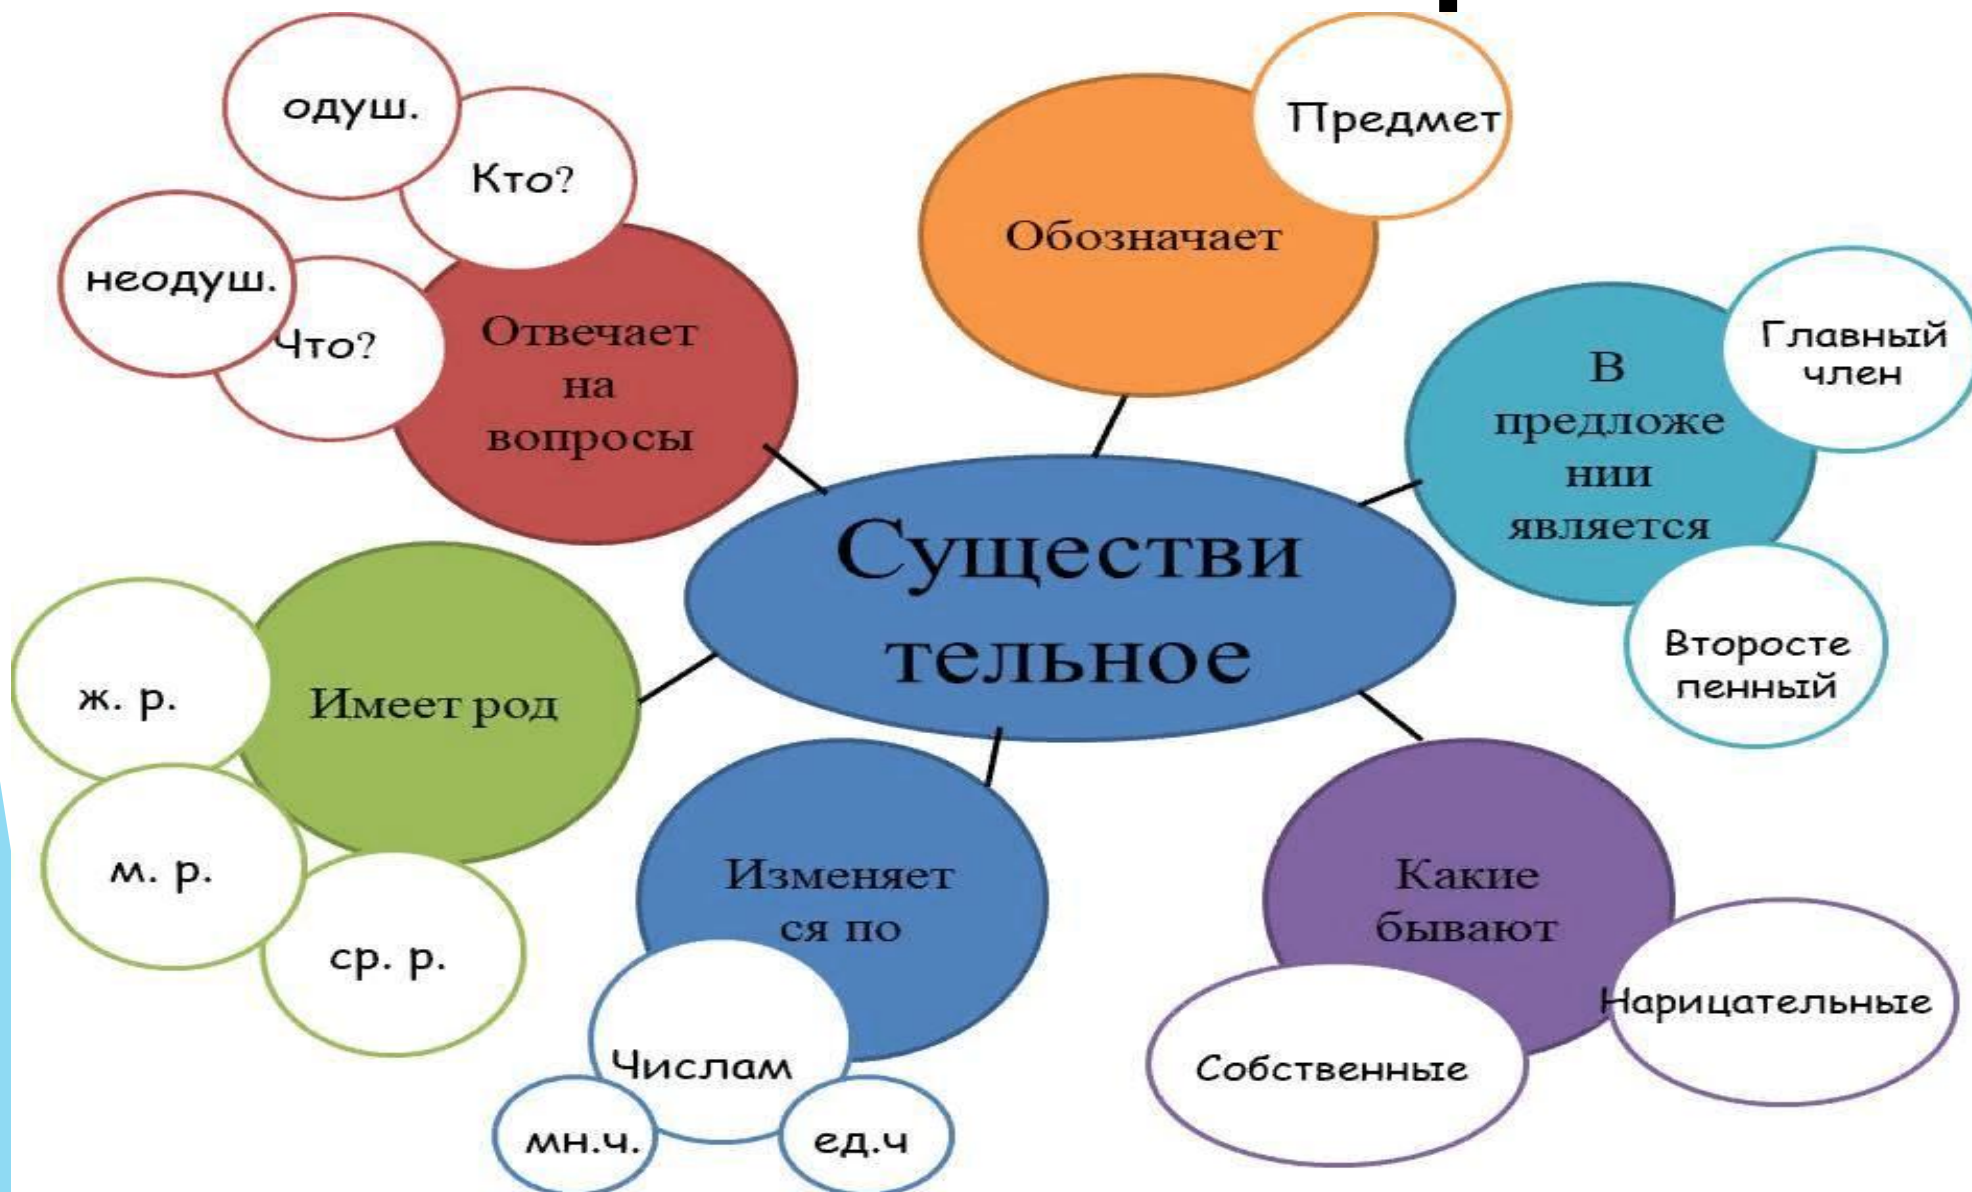 одуш.
Кто?
неодуш.
Что?
Отвечает
на
вопросы
Обозначает
Предмет
В
предложе
нии
является
Главный
член
Второсте
пенный
Существи
тельное
Имеет род
ж. р.
м. р.
ср. р.
Изменяет
ся по
Числам
мн.ч.
ед.ч
Какие
бывают
Собственные
Нарицательные